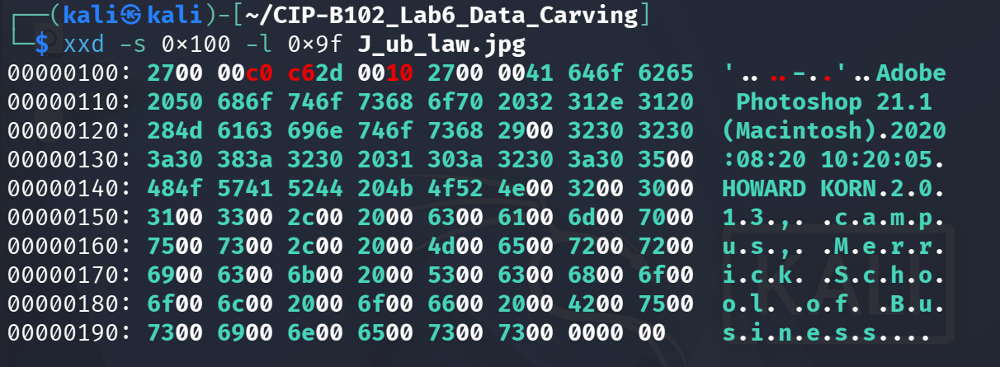 ┌──(kali㉿kali)-[~/CIP-B102_Lab6_Data_Carving]
└─$ xxd -s 0×100 -l 0×9f J_ub_law.jpg
00000100: 2700 00c0 c62d 0010 2700 0041 646f 6265  '..‥-.‥'..Adobe
00000110: 2050 686f 746f 7368 6f70 2032 312e 3120   Photoshop 21.1
00000120: 284d 6163 696e 746f 7368 2900 3230 3230  (Macintosh).2020
00000130: 3a30 383a 3230 2031 303a 3230 3a30 3500  :08:20 10:20:05.
00000140: 484f 5741 5244 204b 4f52 4e00 3200 3000  HOWARD KORN.2.0.
00000150: 3100 3300 2c00 2000 6300 6100 6d00 7000  1.3.,. .c.a.m.p.
00000160: 7500 7300 2c00 2000 4d00 6500 7200 7200  u.s.,. .M.e.r.r.
00000170: 6900 6300 6b00 2000 5300 6300 6800 6f00  i.c.k. .S.c.h.o.
00000180: 6f00 6c00 2000 6f00 6600 2000 4200 7500  o.l. .o.f. .B.u.
00000190: 7300 6900 6e00 6500 7300 7300 0000 00    s.i.n.e.s.s....
KALI